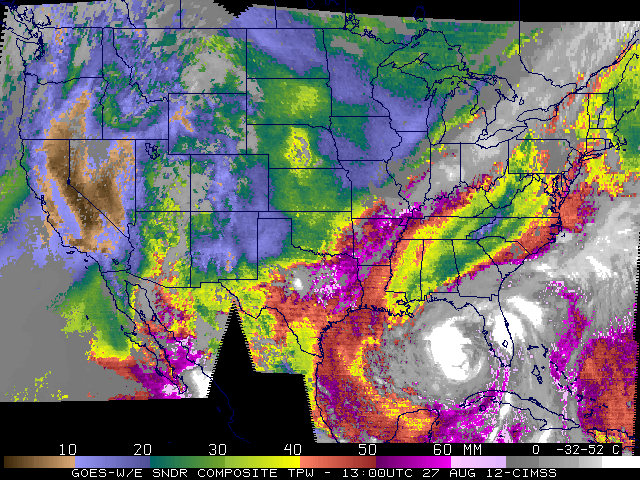 10 20 30 40 50 60 MM 0 -32-52 C
GOES-W/E SNDR COMPOSITE TPW - 13:00UTC 27 AUG 12-CIMSS